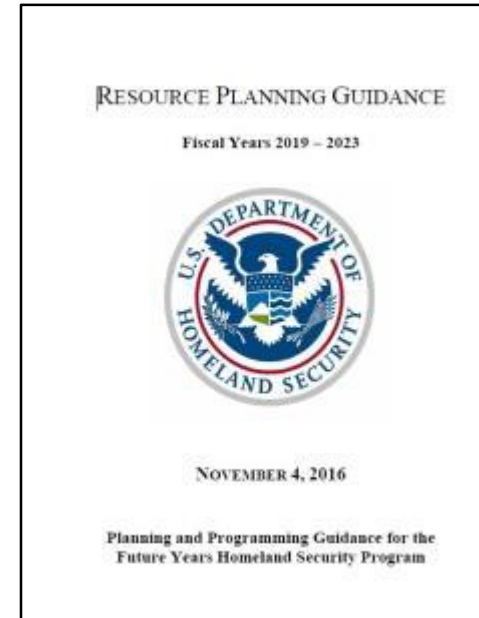 RESOURCE PLANNING GUIDANCE
Fiscal Years 2019 – 2023
U.S. DEPARTMENT OF
HOMELAND SECURITY
NOVEMBER 4, 2016
Planning and Programming Guidance for the
Future Years Homeland Security Program